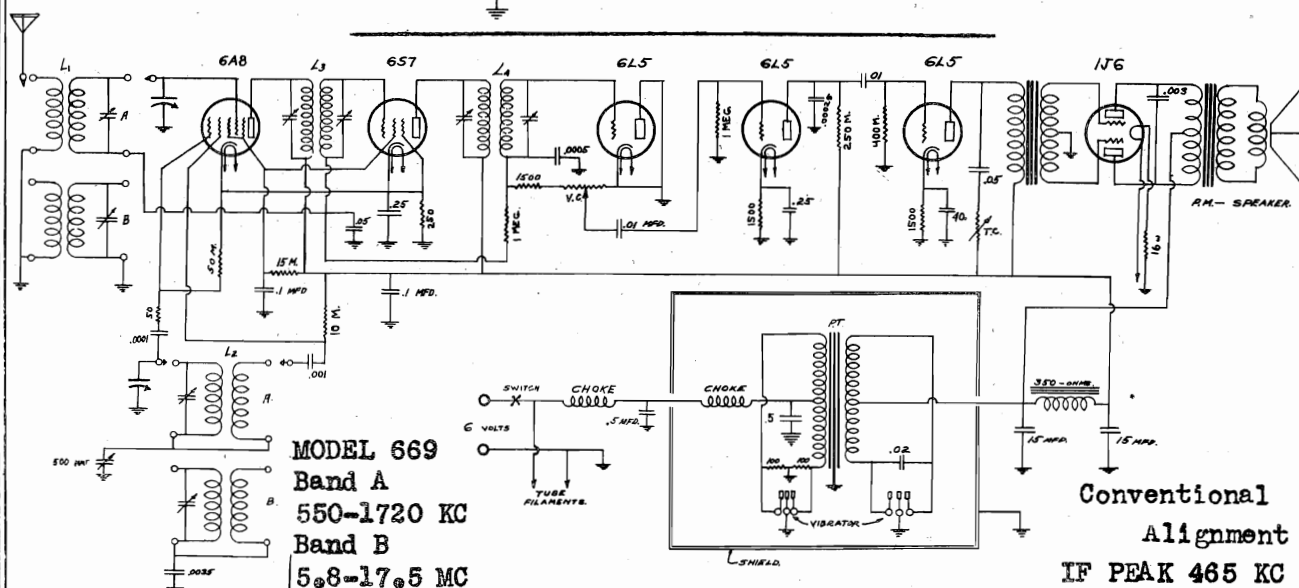 L1
6A8
L3
6S7
L4
6L5
6L5
6L5
1J6
A
B
.0005
1500
V.C.
1 MEG.
.01 MFD.
1 MEG.
.00026
250 M.
.01
400 M.
.05
T.C.
.003
P.M.— SPEAKER.
.05
.25
250
1500
.25
1500
40.
50 M.
15 M.
.1 MFD
.1 MFD.
10 M.
50
.0001
.001
L2
A.
B.
.0035
SWITCH
CHOKE
CHOKE
6 VOLTS
.5 MFD.
TUBE
FILAMENTS.
P.T.
.5
100
100
.02
VIBRATOR
SHIELD.
350-OHMS.
15 MFD.
15 MFD.
MODEL 669
Band A
550-1720 KC
Band B
5.8-17.5 MC
Conventional
Alignment
IF PEAK 465 KC